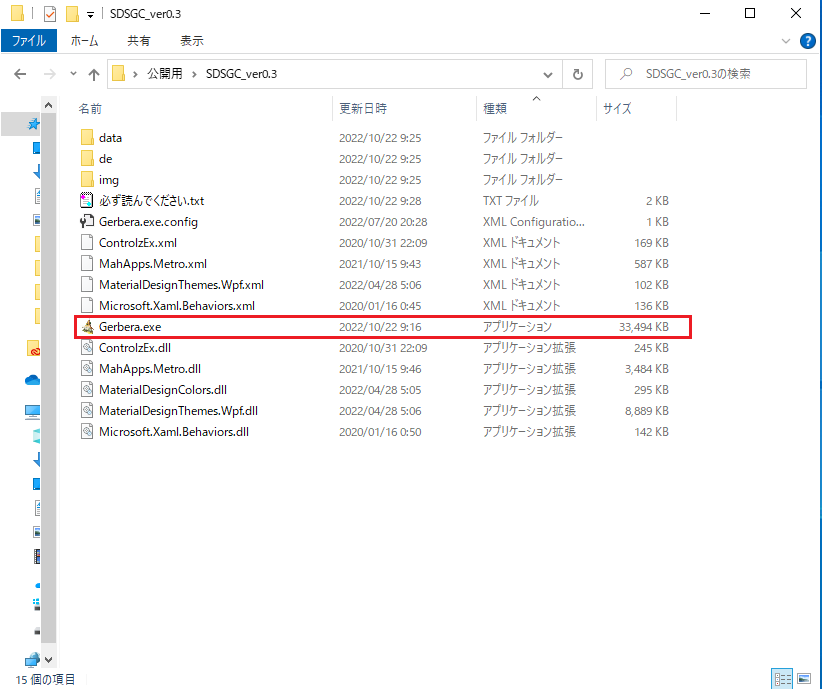 SDSGC_ver0.3
ファイル ホーム 共有 表示
公開用 SDSGC_ver0.3 SDSGC_ver0.3の検索
名前 更新日時 種類 サイズ
data 2022/10/22 9:25 ファイル フォルダー
de 2022/10/22 9:25 ファイル フォルダー
img 2022/10/22 9:25 ファイル フォルダー
必ず読んでください.txt 2022/10/22 9:28 TXT ファイル 2 KB
Gerbera.exe.config 2022/07/20 20:28 XML Configuratio... 1 KB
ControlzEx.xml 2020/10/31 22:09 XML ドキュメント 169 KB
MahApps.Metro.xml 2021/10/15 9:43 XML ドキュメント 587 KB
MaterialDesignThemes.Wpf.xml 2022/04/28 5:06 XML ドキュメント 102 KB
Microsoft.Xaml.Behaviors.xml 2020/01/16 0:45 XML ドキュメント 136 KB
Gerbera.exe 2022/10/22 9:16 アプリケーション 33,494 KB
ControlzEx.dll 2020/10/31 22:09 アプリケーション拡張 245 KB
MahApps.Metro.dll 2021/10/15 9:46 アプリケーション拡張 3,484 KB
MaterialDesignColors.dll 2022/04/28 5:05 アプリケーション拡張 295 KB
MaterialDesignThemes.Wpf.dll 2022/04/28 5:06 アプリケーション拡張 8,889 KB
Microsoft.Xaml.Behaviors.dll 2020/01/16 0:50 アプリケーション拡張 142 KB
15 個の項目